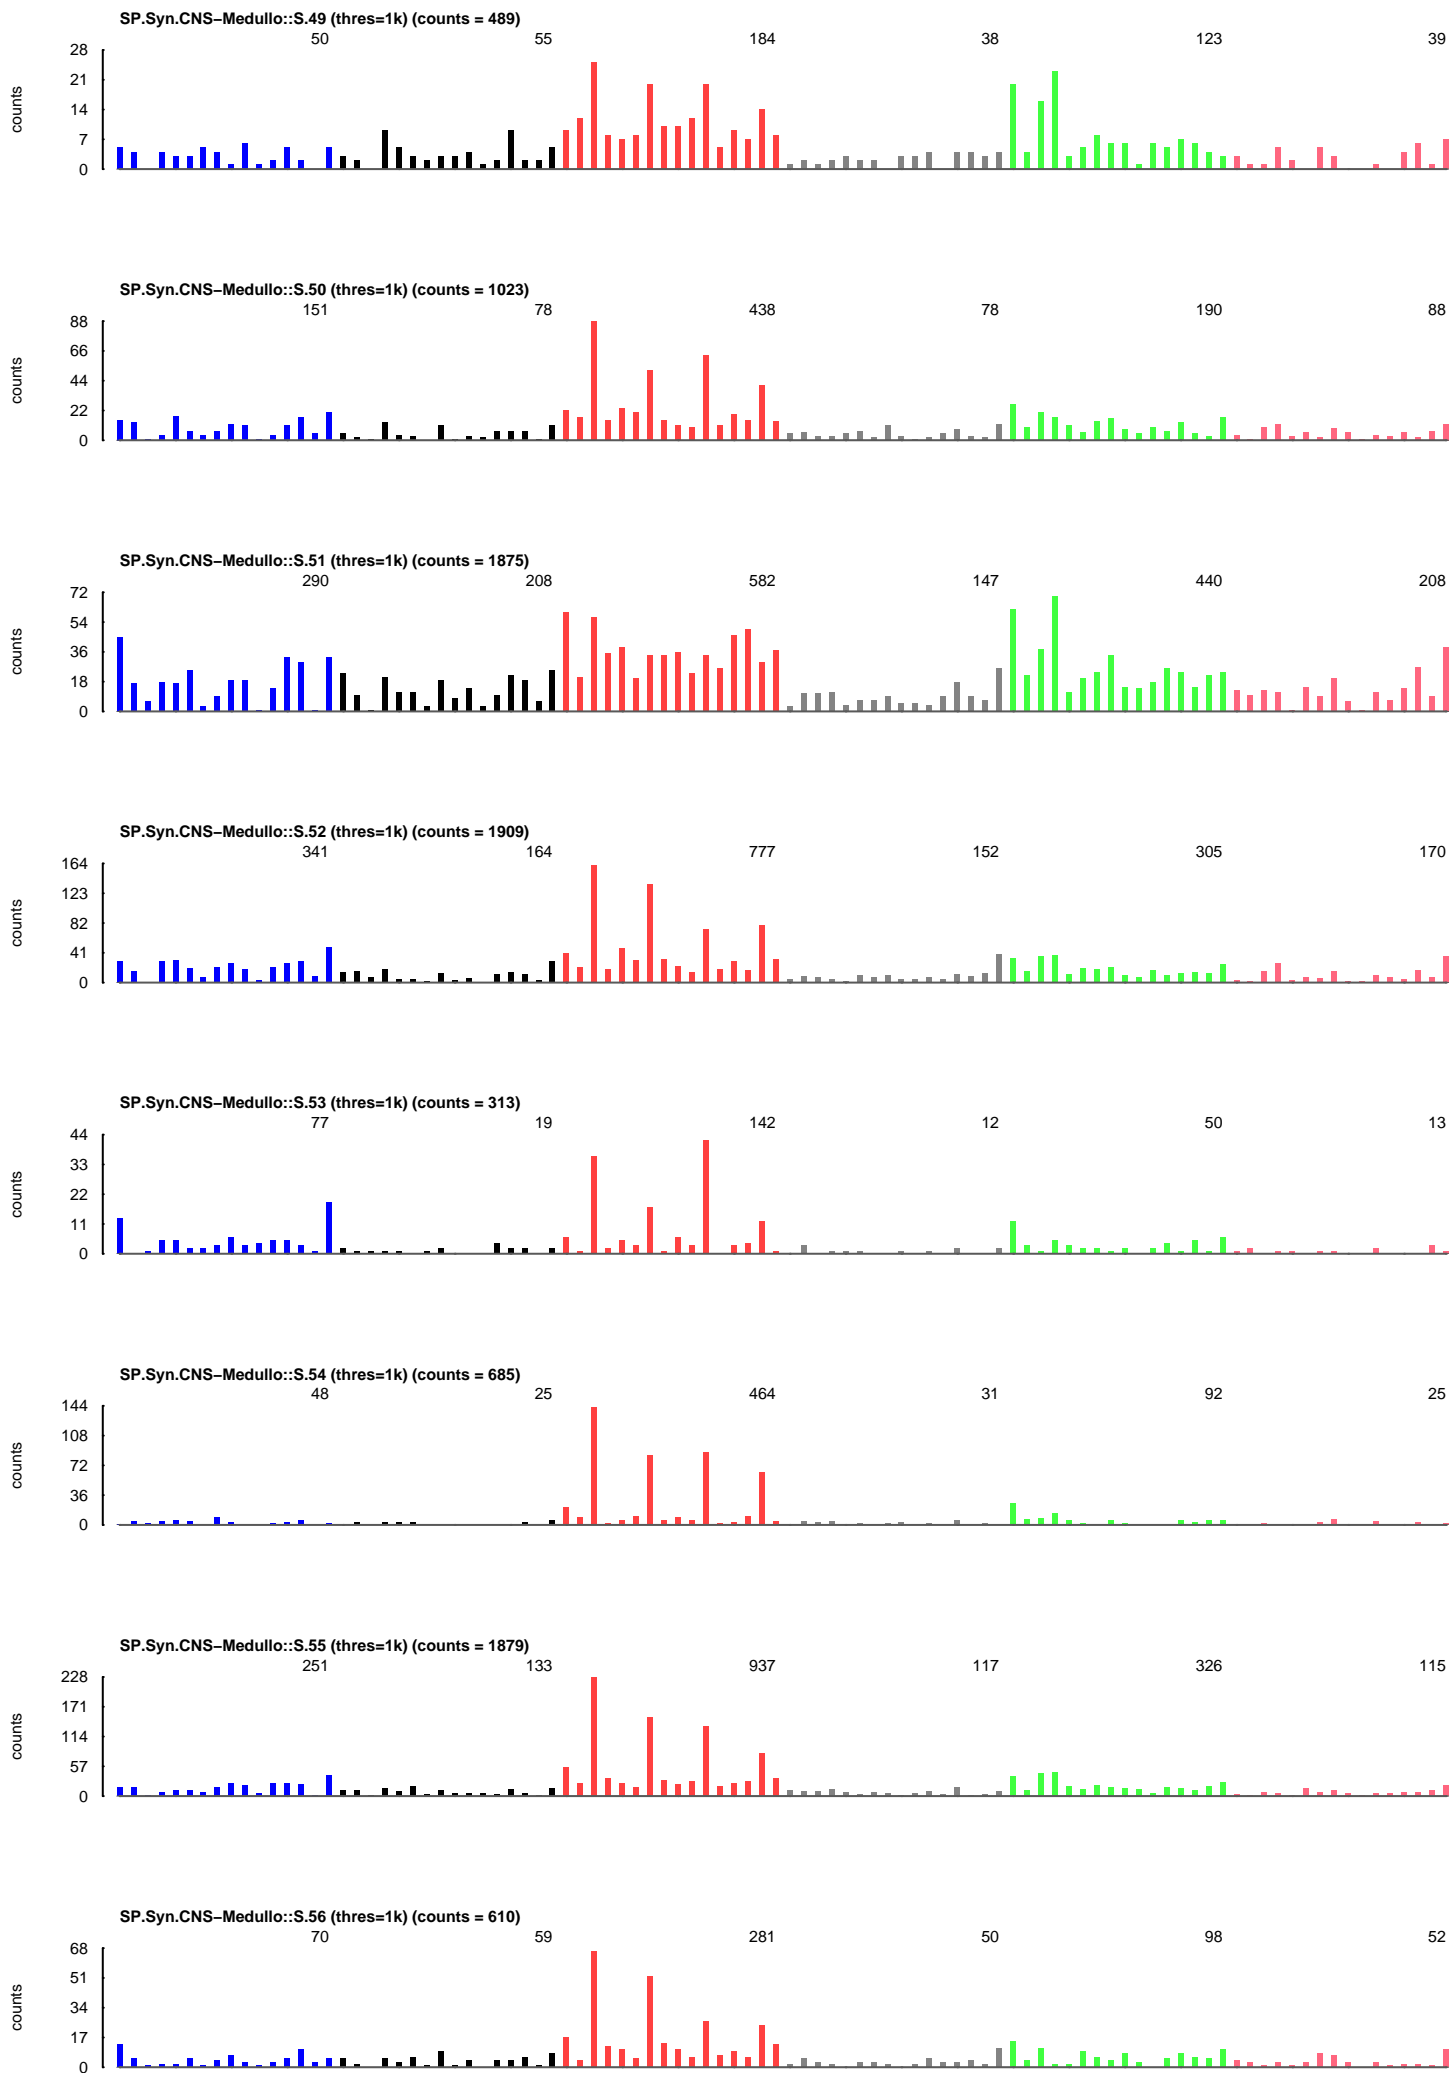 SP.Syn.CNS–Medullo::S.49 (thres=1k) (counts = 489)
50 55 184 38 123 39
28
21
14
7
0
counts
SP.Syn.CNS–Medullo::S.50 (thres=1k) (counts = 1023)
151 78 438 78 190 88
88
66
44
22
0
counts
SP.Syn.CNS–Medullo::S.51 (thres=1k) (counts = 1875)
290 208 582 147 440 208
72
54
36
18
0
counts
SP.Syn.CNS–Medullo::S.52 (thres=1k) (counts = 1909)
341 164 777 152 305 170
164
123
82
41
0
counts
SP.Syn.CNS–Medullo::S.53 (thres=1k) (counts = 313)
77 19 142 12 50 13
44
33
22
11
0
counts
SP.Syn.CNS–Medullo::S.54 (thres=1k) (counts = 685)
48 25 464 31 92 25
144
108
72
36
0
counts
SP.Syn.CNS–Medullo::S.55 (thres=1k) (counts = 1879)
251 133 937 117 326 115
228
171
114
57
0
counts
SP.Syn.CNS–Medullo::S.56 (thres=1k) (counts = 610)
70 59 281 50 98 52
68
51
34
17
0
counts